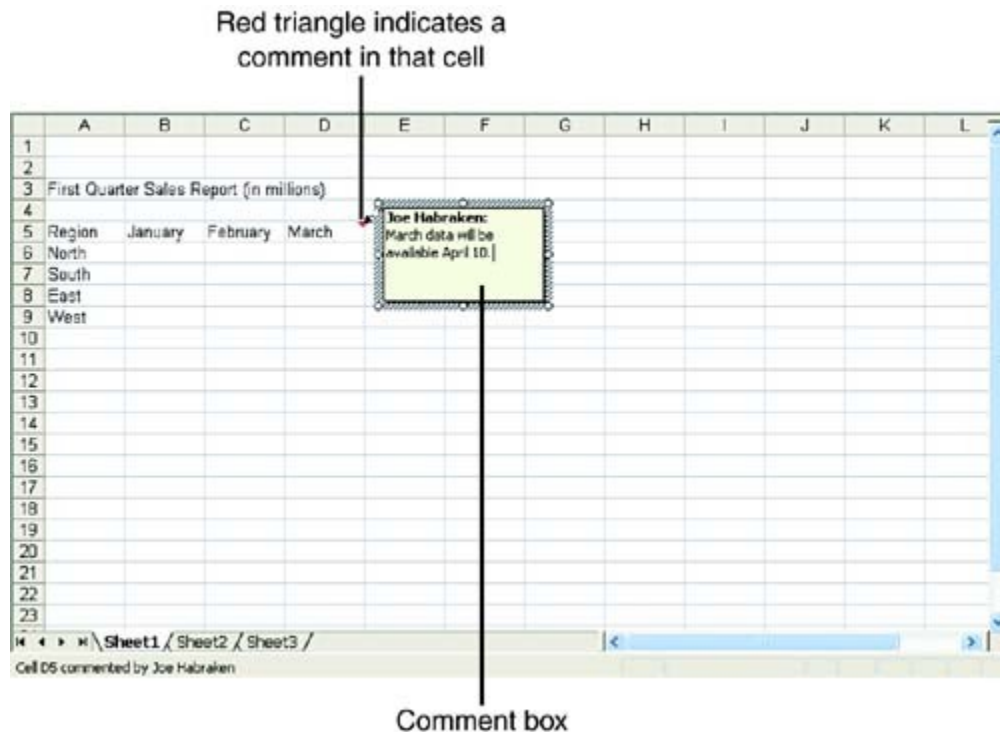 Red triangle indicates a
comment in that cell
A B C D E F G H I J K L
1
2
3 First Quarter Sales Report (in millions)
4
5 Region January February March
6 North
7 South
8 East
9 West
Joe Habraken:
March data will be
available April 10.
10
11
12
13
14
15
16
17
18
19
20
21
22
23
Sheet1 / Sheet2 / Sheet3 /
Cell D5 commented by Joe Habraken
Comment box